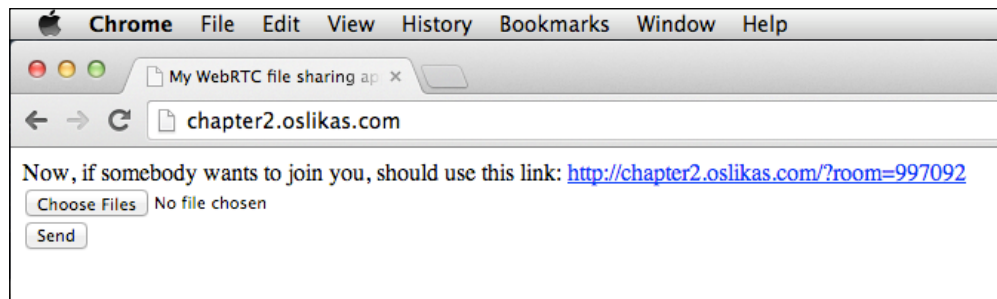 Chrome File Edit View History Bookmarks Window Help
My WebRTC file sharing ap
chapter2.oslikas.com
Now, if somebody wants to join you, should use this link: http://chapter2.oslikas.com/?room=997092
Choose Files No file chosen
Send